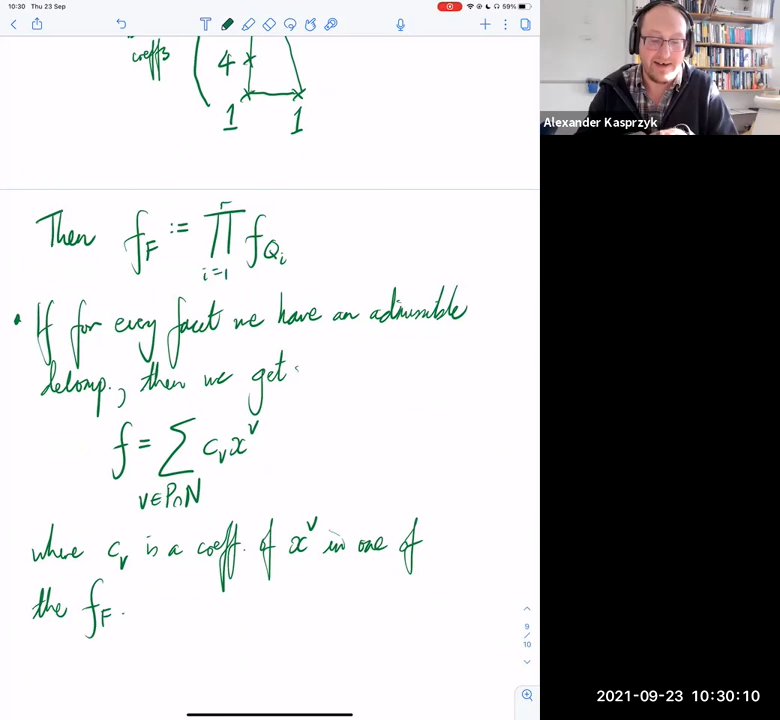 10:30 Thu 23 Sep
59%
coeffs
4
1 1
Alexander Kasprzyk
Then f_F := ∏_{i=1}^{r} f_{Q_i}
• If for every facet we have an admissible
decomp., then we get
f = ∑_{v∈P∩N} c_v x^v
where c_v is a coeff. of x^v in one of
the f_F.
9
/
10
2021-09-23 10:30:10